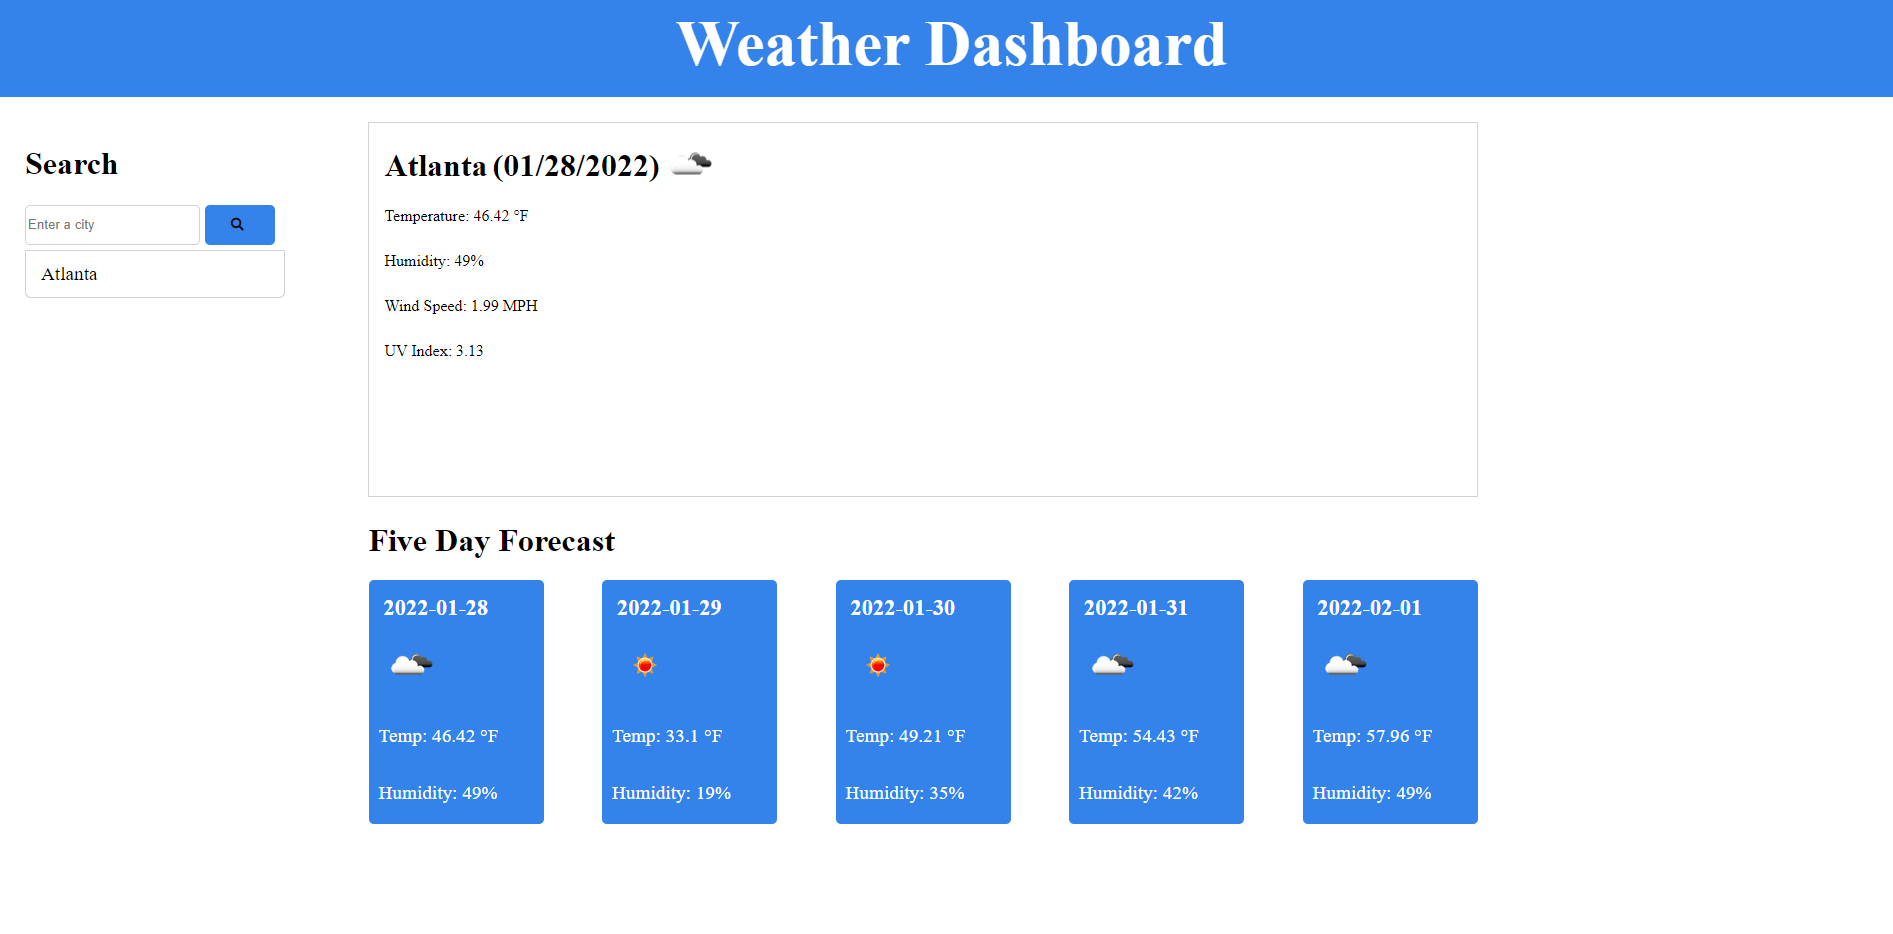 Weather Dashboard
Search
Enter a city
Atlanta
Atlanta (01/28/2022)
Temperature: 46.42 °F
Humidity: 49%
Wind Speed: 1.99 MPH
UV Index: 3.13
Five Day Forecast
2022-01-28
Temp: 46.42 °F
Humidity: 49%
2022-01-29
Temp: 33.1 °F
Humidity: 19%
2022-01-30
Temp: 49.21 °F
Humidity: 35%
2022-01-31
Temp: 54.43 °F
Humidity: 42%
2022-02-01
Temp: 57.96 °F
Humidity: 49%